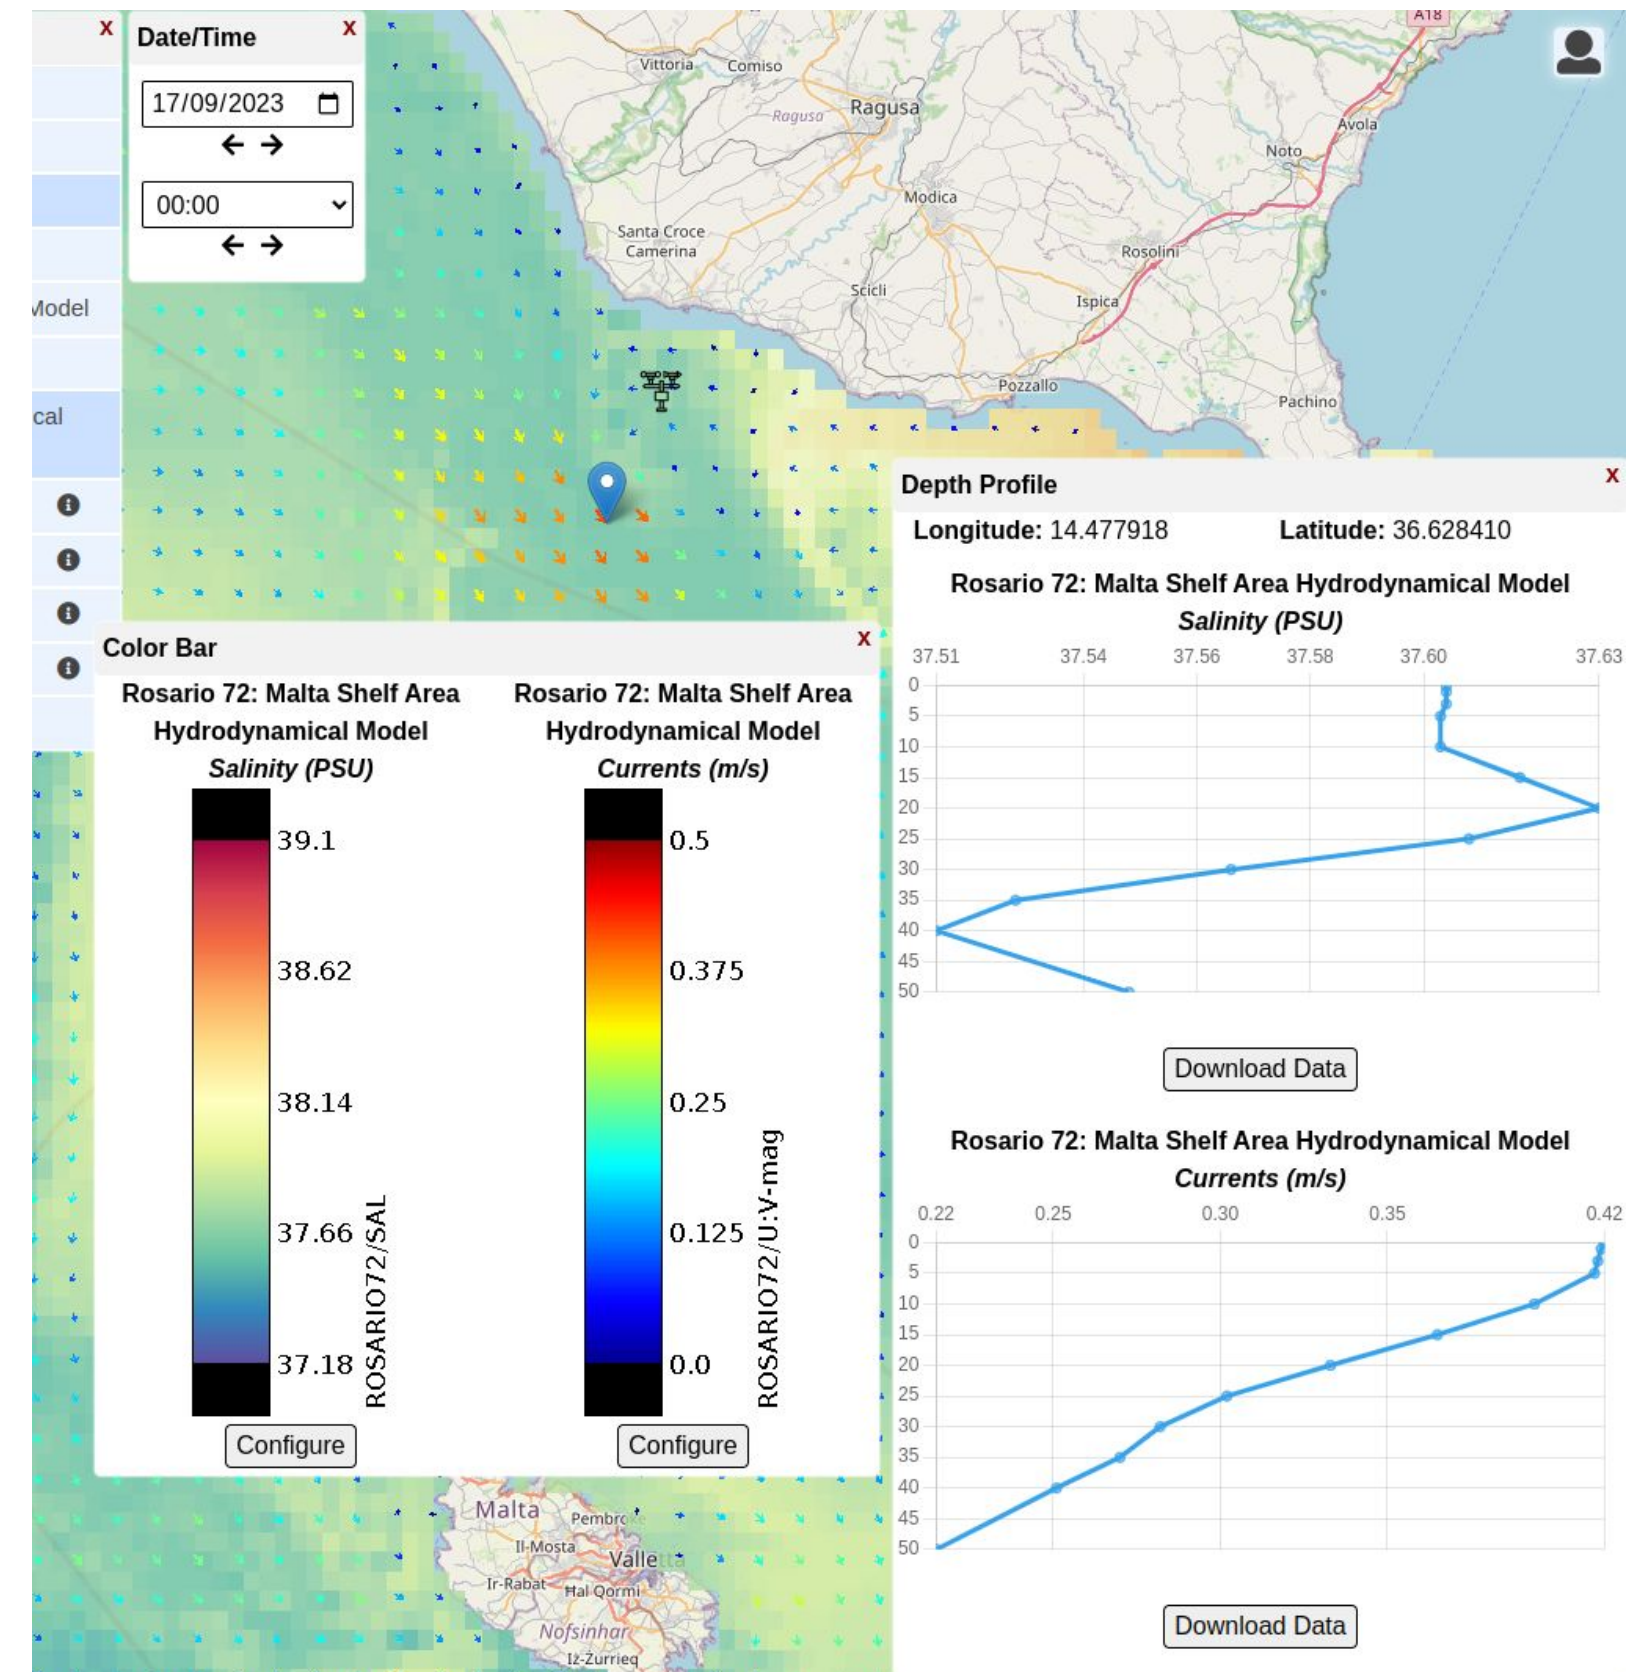 X
Date/Time
X
17/09/2023
00:00
Model
cal
A18
Vittoria
Comiso
Ragusa
Ragusa
Avola
Noto
Modica
Santa Croce
Camerina
Rosolini
Scicli
Ispica
Pozzallo
Pachino
Color Bar
X
Rosario 72: Malta Shelf Area
Hydrodynamical Model
Salinity (PSU)
39.1
38.62
38.14
37.66
37.18
ROSARIO72/SAL
Configure
Rosario 72: Malta Shelf Area
Hydrodynamical Model
Currents (m/s)
0.5
0.375
0.25
0.125
0.0
ROSARIO72/U:V-mag
Configure
Depth Profile
X
Longitude: 14.477918
Latitude: 36.628410
Rosario 72: Malta Shelf Area Hydrodynamical Model
Salinity (PSU)
37.51 37.54 37.56 37.58 37.60 37.63
0
5
10
15
20
25
30
35
40
45
50
Download Data
Rosario 72: Malta Shelf Area Hydrodynamical Model
Currents (m/s)
0.22 0.25 0.30 0.35 0.42
0
5
10
15
20
25
30
35
40
45
50
Download Data
Malta
Pembroke
Il-Mosta
Valletta
Ir-Rabat
Ħal Qormi
Nofsinhar
Iż-Żurrieq